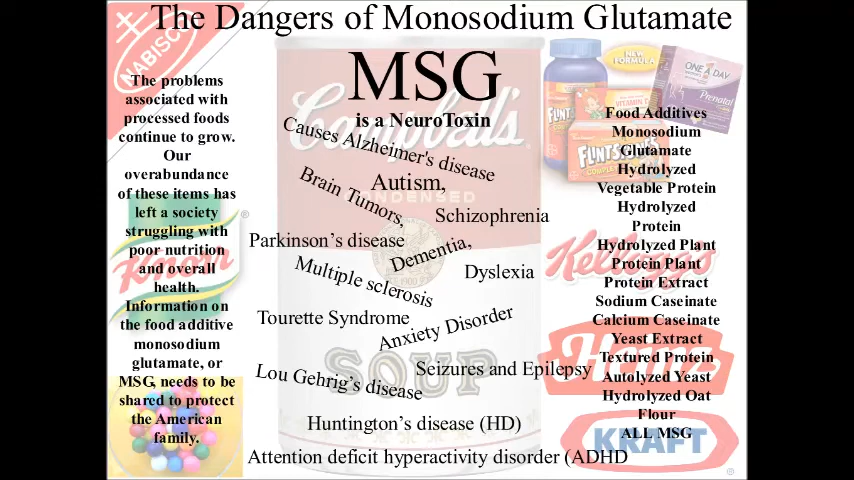 The Dangers of Monosodium Glutamate
MSG
is a NeuroToxin
The problems
associated with
processed foods
continue to grow.
Our
overabundance
of these items has
left a society
struggling with
poor nutrition
and overall
health.
Information on
the food additive
monosodium
glutamate, or
MSG, needs to be
shared to protect
the American
family.
Causes Alzheimer's disease
Autism,
Brain Tumors,
Schizophrenia
Parkinson’s disease
Dementia,
Multiple sclerosis
Dyslexia
Tourette Syndrome
Anxiety Disorder
Seizures and Epilepsy
Lou Gehrig’s disease
Huntington’s disease (HD)
Attention deficit hyperactivity disorder (ADHD
Food Additives
Monosodium
Glutamate
Hydrolyzed
Vegetable Protein
Hydrolyzed
Protein
Hydrolyzed Plant
Protein Plant
Protein Extract
Sodium Caseinate
Calcium Caseinate
Yeast Extract
Textured Protein
Autolyzed Yeast
Hydrolyzed Oat
Flour
ALL MSG
NABISCO
Campbell's
CONDENSED
SOUP
Knorr
®
NEW
FORMULA
ONE A DAY
Prenatal
VITAMIN
FLINTSTONES
COMPLETE
Kellogg's
Heinz
KRAFT
®